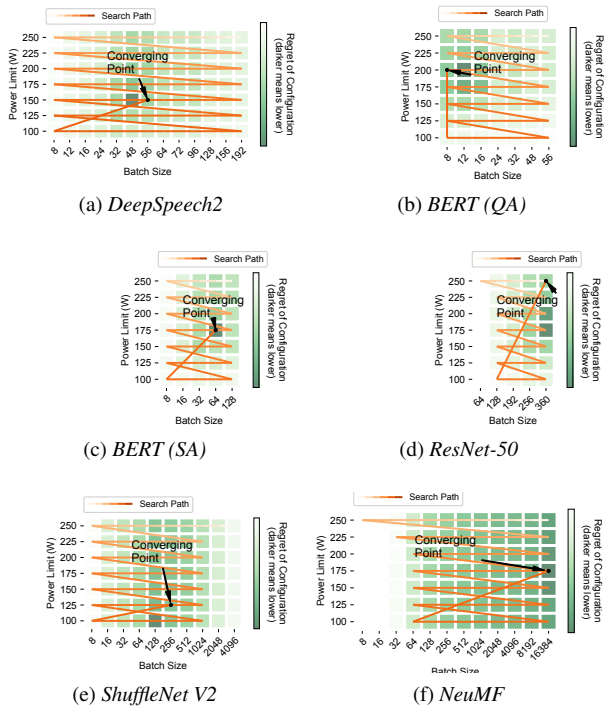 Search Path
Power Limit (W)
250
225
200
175
150
125
100
Converging
Point
8 12 16 24 32 48 56 64 72 96 128 156 192
Batch Size
Regret of Configuration
(darker means lower)
(a) DeepSpeech2
Search Path
Power Limit (W)
250
225
200
175
150
125
100
Converging
Point
8 12 16 24 32 48 56
Batch Size
Regret of Configuration
(darker means lower)
(b) BERT (QA)
Search Path
Power Limit (W)
250
225
200
175
150
125
100
Converging
Point
8 16 32 64 128
Batch Size
Regret of Configuration
(darker means lower)
(c) BERT (SA)
Search Path
Power Limit (W)
250
225
200
175
150
125
100
Converging
Point
64 128 192 256 360
Batch Size
Regret of Configuration
(darker means lower)
(d) ResNet-50
Search Path
Power Limit (W)
250
225
200
175
150
125
100
Converging
Point
8 16 32 64 128 256 512 1024 2048 4096
Batch Size
Regret of Configuration
(darker means lower)
(e) ShuffleNet V2
Search Path
Power Limit (W)
250
225
200
175
150
125
100
Converging
Point
8 16 32 64 128 256 512 1024 2048 4096 8192 16384
Batch Size
Regret of Configuration
(darker means lower)
(f) NeuMF